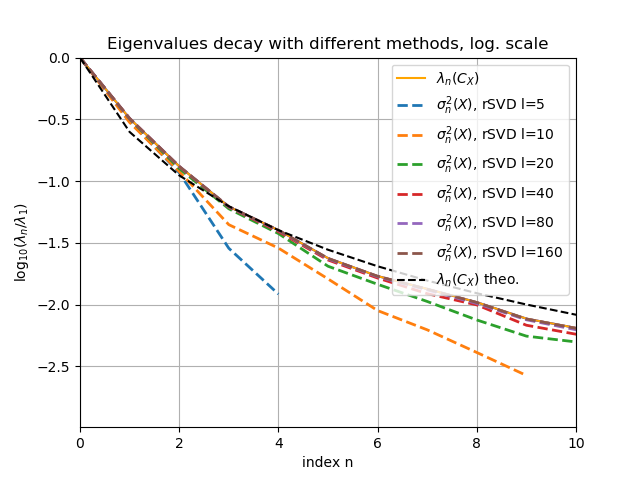 Eigenvalues decay with different methods, log. scale
0.0
−0.5
−1.0
−1.5
−2.0
−2.5
log₁₀(λₙ/λ₁)
λₙ(C_X)
σₙ²(X), rSVD l=5
σₙ²(X), rSVD l=10
σₙ²(X), rSVD l=20
σₙ²(X), rSVD l=40
σₙ²(X), rSVD l=80
σₙ²(X), rSVD l=160
λₙ(C_X) theo.
0 2 4 6 8 10
index n